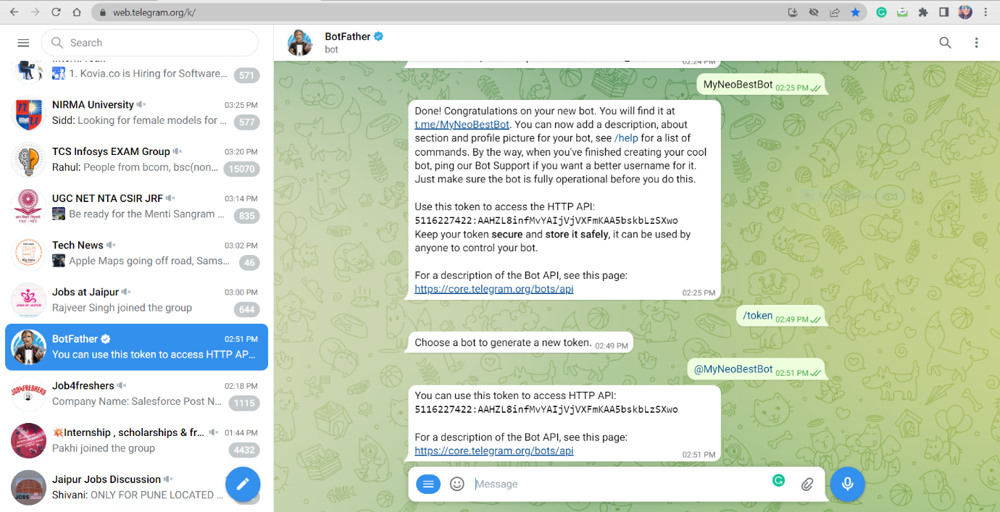 web.telegram.org/k/
Search
BotFather
bot
1. Kovia.co is Hiring for Software...
571
NIRMA University
03:25 PM
Sidd: Looking for female models for ...
577
TCS Infosys EXAM Group
03:20 PM
Rahul: People from bcom, bsc(non...
15070
UGC NET NTA CSIR JRF
03:14 PM
Be ready for the Menti Sangram ...
835
Tech News
03:02 PM
Apple Maps going off road, Sams...
46
Jobs at Jaipur
03:00 PM
Rajveer Singh joined the group
644
BotFather
02:51 PM
You can use this token to access HTTP AP...
Job4freshers
02:18 PM
Company Name: Salesforce Post N...
1115
Internship , scholarships & fr...
01:44 PM
Pakhi joined the group
4432
Jaipur Jobs Discussion
Shivani: ONLY FOR PUNE LOCATED ...
02:24 PM
MyNeoBestBot 02:25 PM
Done! Congratulations on your new bot. You will find it at
t.me/MyNeoBestBot. You can now add a description, about
section and profile picture for your bot, see /help for a list of
commands. By the way, when you've finished creating your cool
bot, ping our Bot Support if you want a better username for it.
Just make sure the bot is fully operational before you do this.
Use this token to access the HTTP API:
5116227422:AAHZL8infMvYAIjVjVXFmKAA5bskbLzSXwo
Keep your token secure and store it safely, it can be used by
anyone to control your bot.
For a description of the Bot API, see this page:
https://core.telegram.org/bots/api
02:25 PM
/token 02:49 PM
Choose a bot to generate a new token. 02:49 PM
@MyNeoBestBot 02:51 PM
You can use this token to access HTTP API:
5116227422:AAHZL8infMvYAIjVjVXFmKAA5bskbLzSXwo
For a description of the Bot API, see this page:
https://core.telegram.org/bots/api
02:51 PM
Message